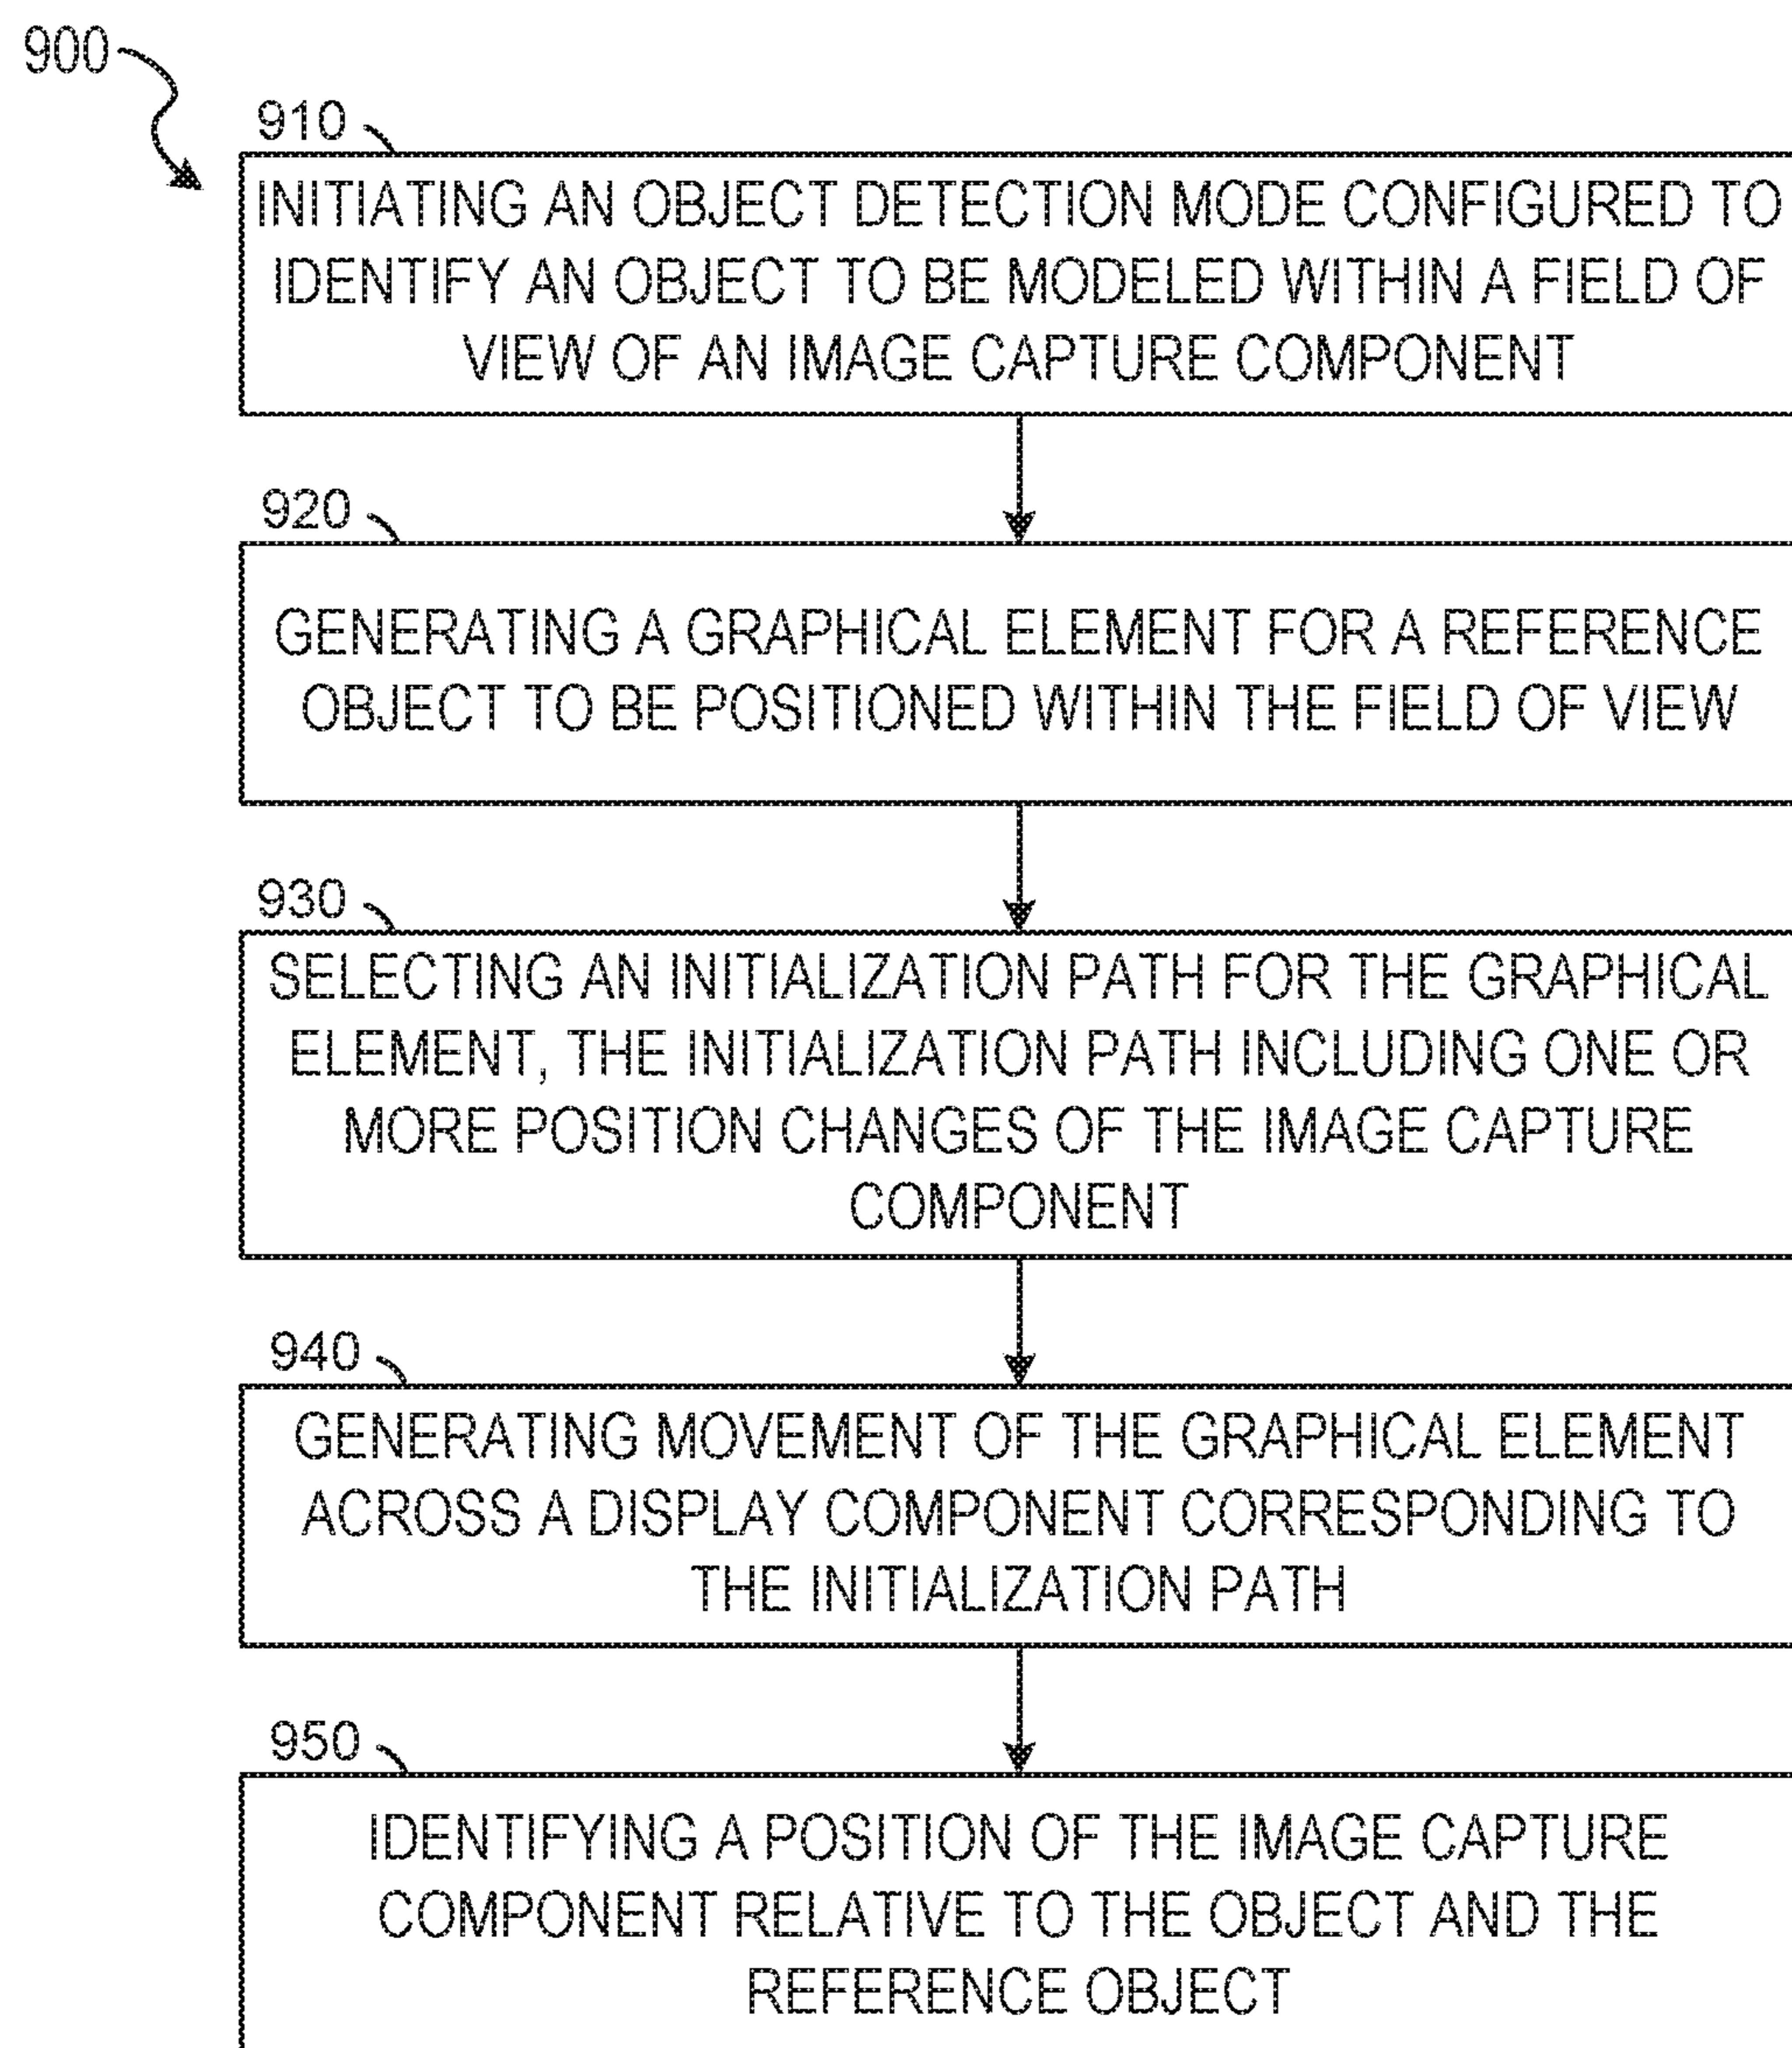 900
910
INITIATING AN OBJECT DETECTION MODE CONFIGURED TO
IDENTIFY AN OBJECT TO BE MODELED WITHIN A FIELD OF
VIEW OF AN IMAGE CAPTURE COMPONENT
920
GENERATING A GRAPHICAL ELEMENT FOR A REFERENCE
OBJECT TO BE POSITIONED WITHIN THE FIELD OF VIEW
930
SELECTING AN INITIALIZATION PATH FOR THE GRAPHICAL
ELEMENT, THE INITIALIZATION PATH INCLUDING ONE OR
MORE POSITION CHANGES OF THE IMAGE CAPTURE
COMPONENT
940
GENERATING MOVEMENT OF THE GRAPHICAL ELEMENT
ACROSS A DISPLAY COMPONENT CORRESPONDING TO
THE INITIALIZATION PATH
950
IDENTIFYING A POSITION OF THE IMAGE CAPTURE
COMPONENT RELATIVE TO THE OBJECT AND THE
REFERENCE OBJECT